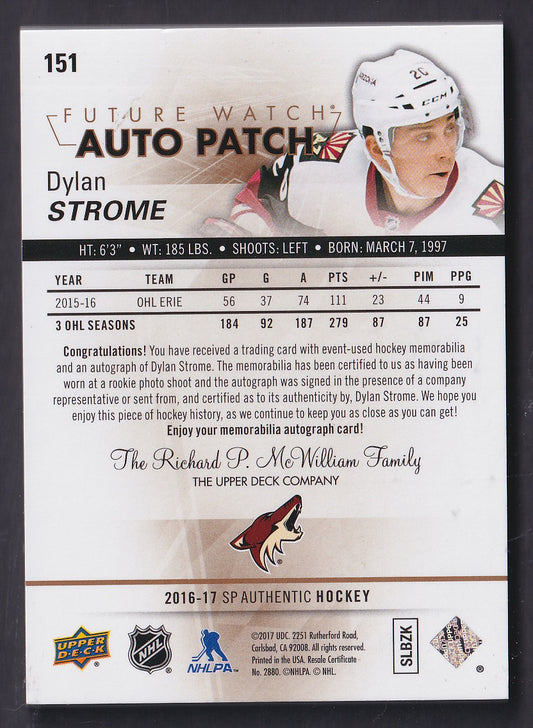 151
FUTURE WATCH®
AUTO PATCH
Dylan
STROME
20
CCM
HT: 6'3" • WT: 185 LBS. • SHOOTS: LEFT • BORN: MARCH 7, 1997
YEAR TEAM GP G A PTS +/- PIM PPG
2015-16 OHL ERIE 56 37 74 111 23 44 9
3 OHL SEASONS 184 92 187 279 87 87 25
Congratulations! You have received a trading card with event-used hockey memorabilia
and an autograph of Dylan Strome. The memorabilia has been certified to us as having been
worn at a rookie photo shoot and the autograph was signed in the presence of a company
representative or sent from, and certified as to its authenticity by, Dylan Strome. We hope you
enjoy this piece of hockey history, as we continue to keep you as close as you can get!
Enjoy your memorabilia autograph card!
The Richard P. McWilliam Family
THE UPPER DECK COMPANY
®
2016-17 SP AUTHENTIC HOCKEY
UPPER DECK
NHL
NHLPA
©2017 UDC. 2251 Rutherford Road,
Carlsbad, CA 92008. All rights reserved.
Printed in the USA. Resale Certificate
No. 2880. ©NHLPA. © NHL.
SLBZK
®